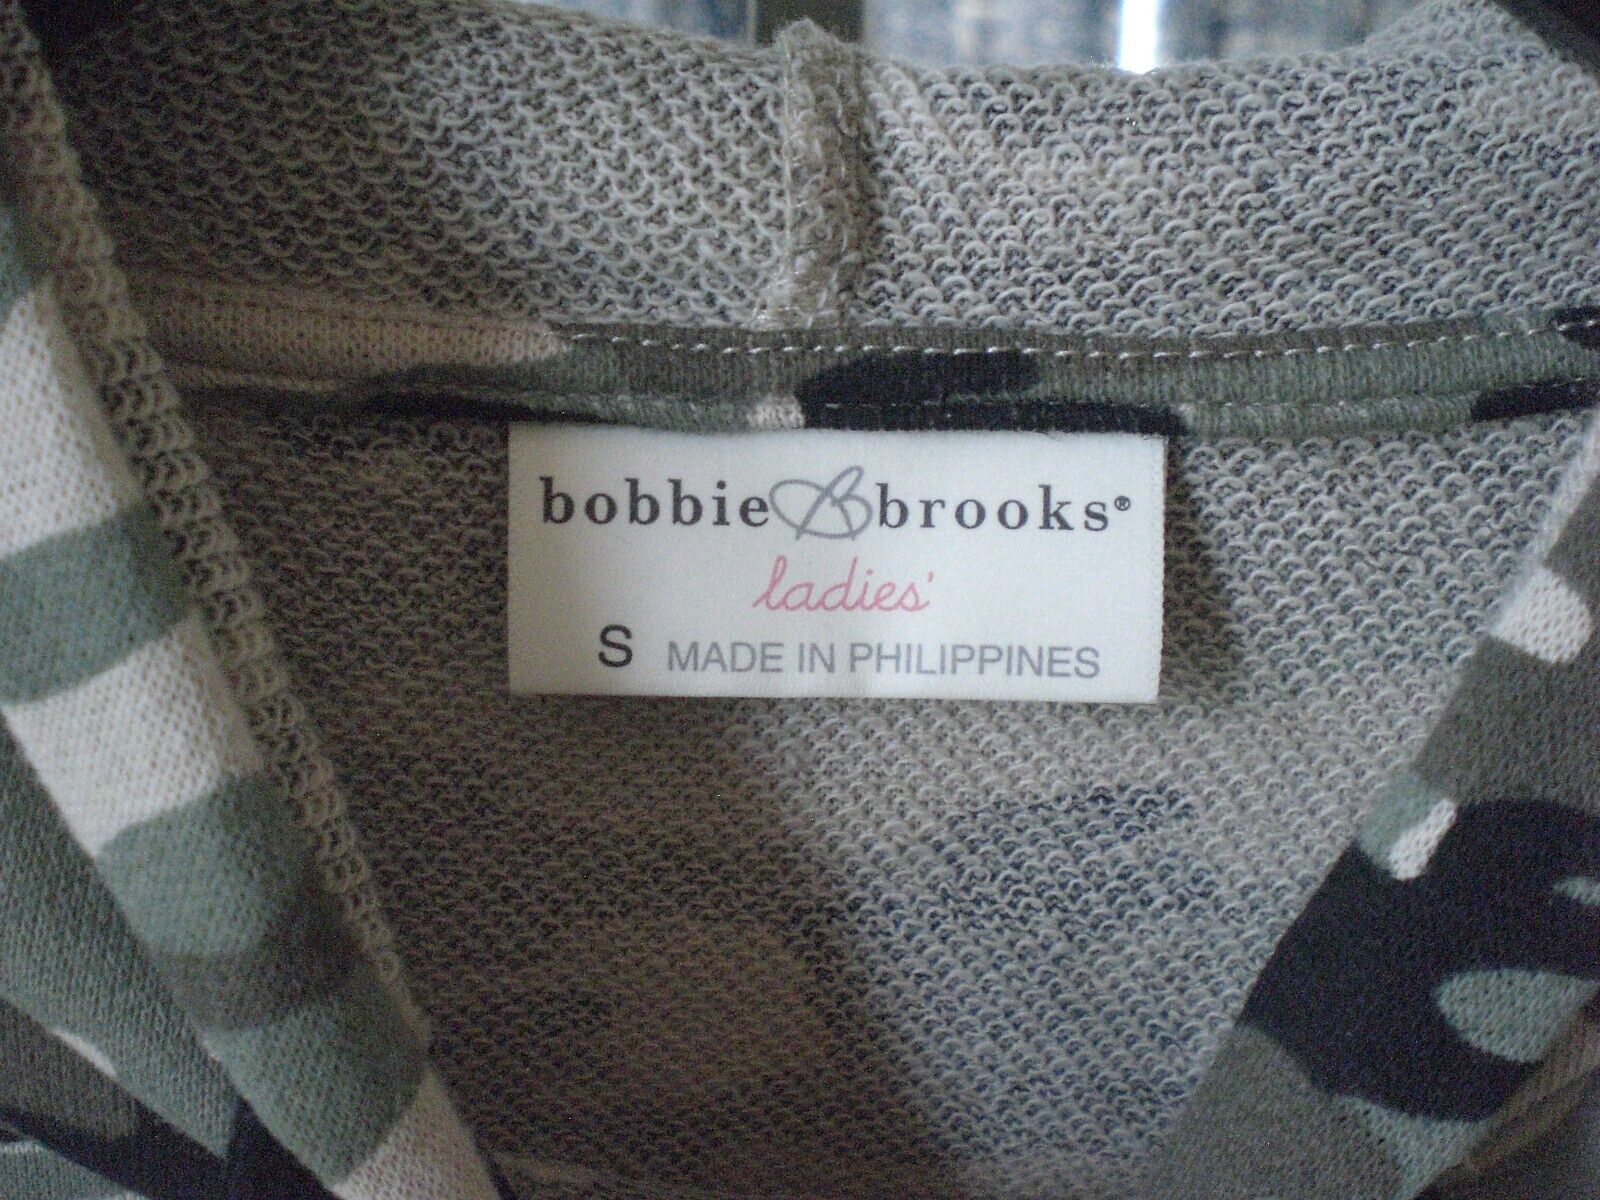 bobbie B brooks®
ladies'
S MADE IN PHILIPPINES